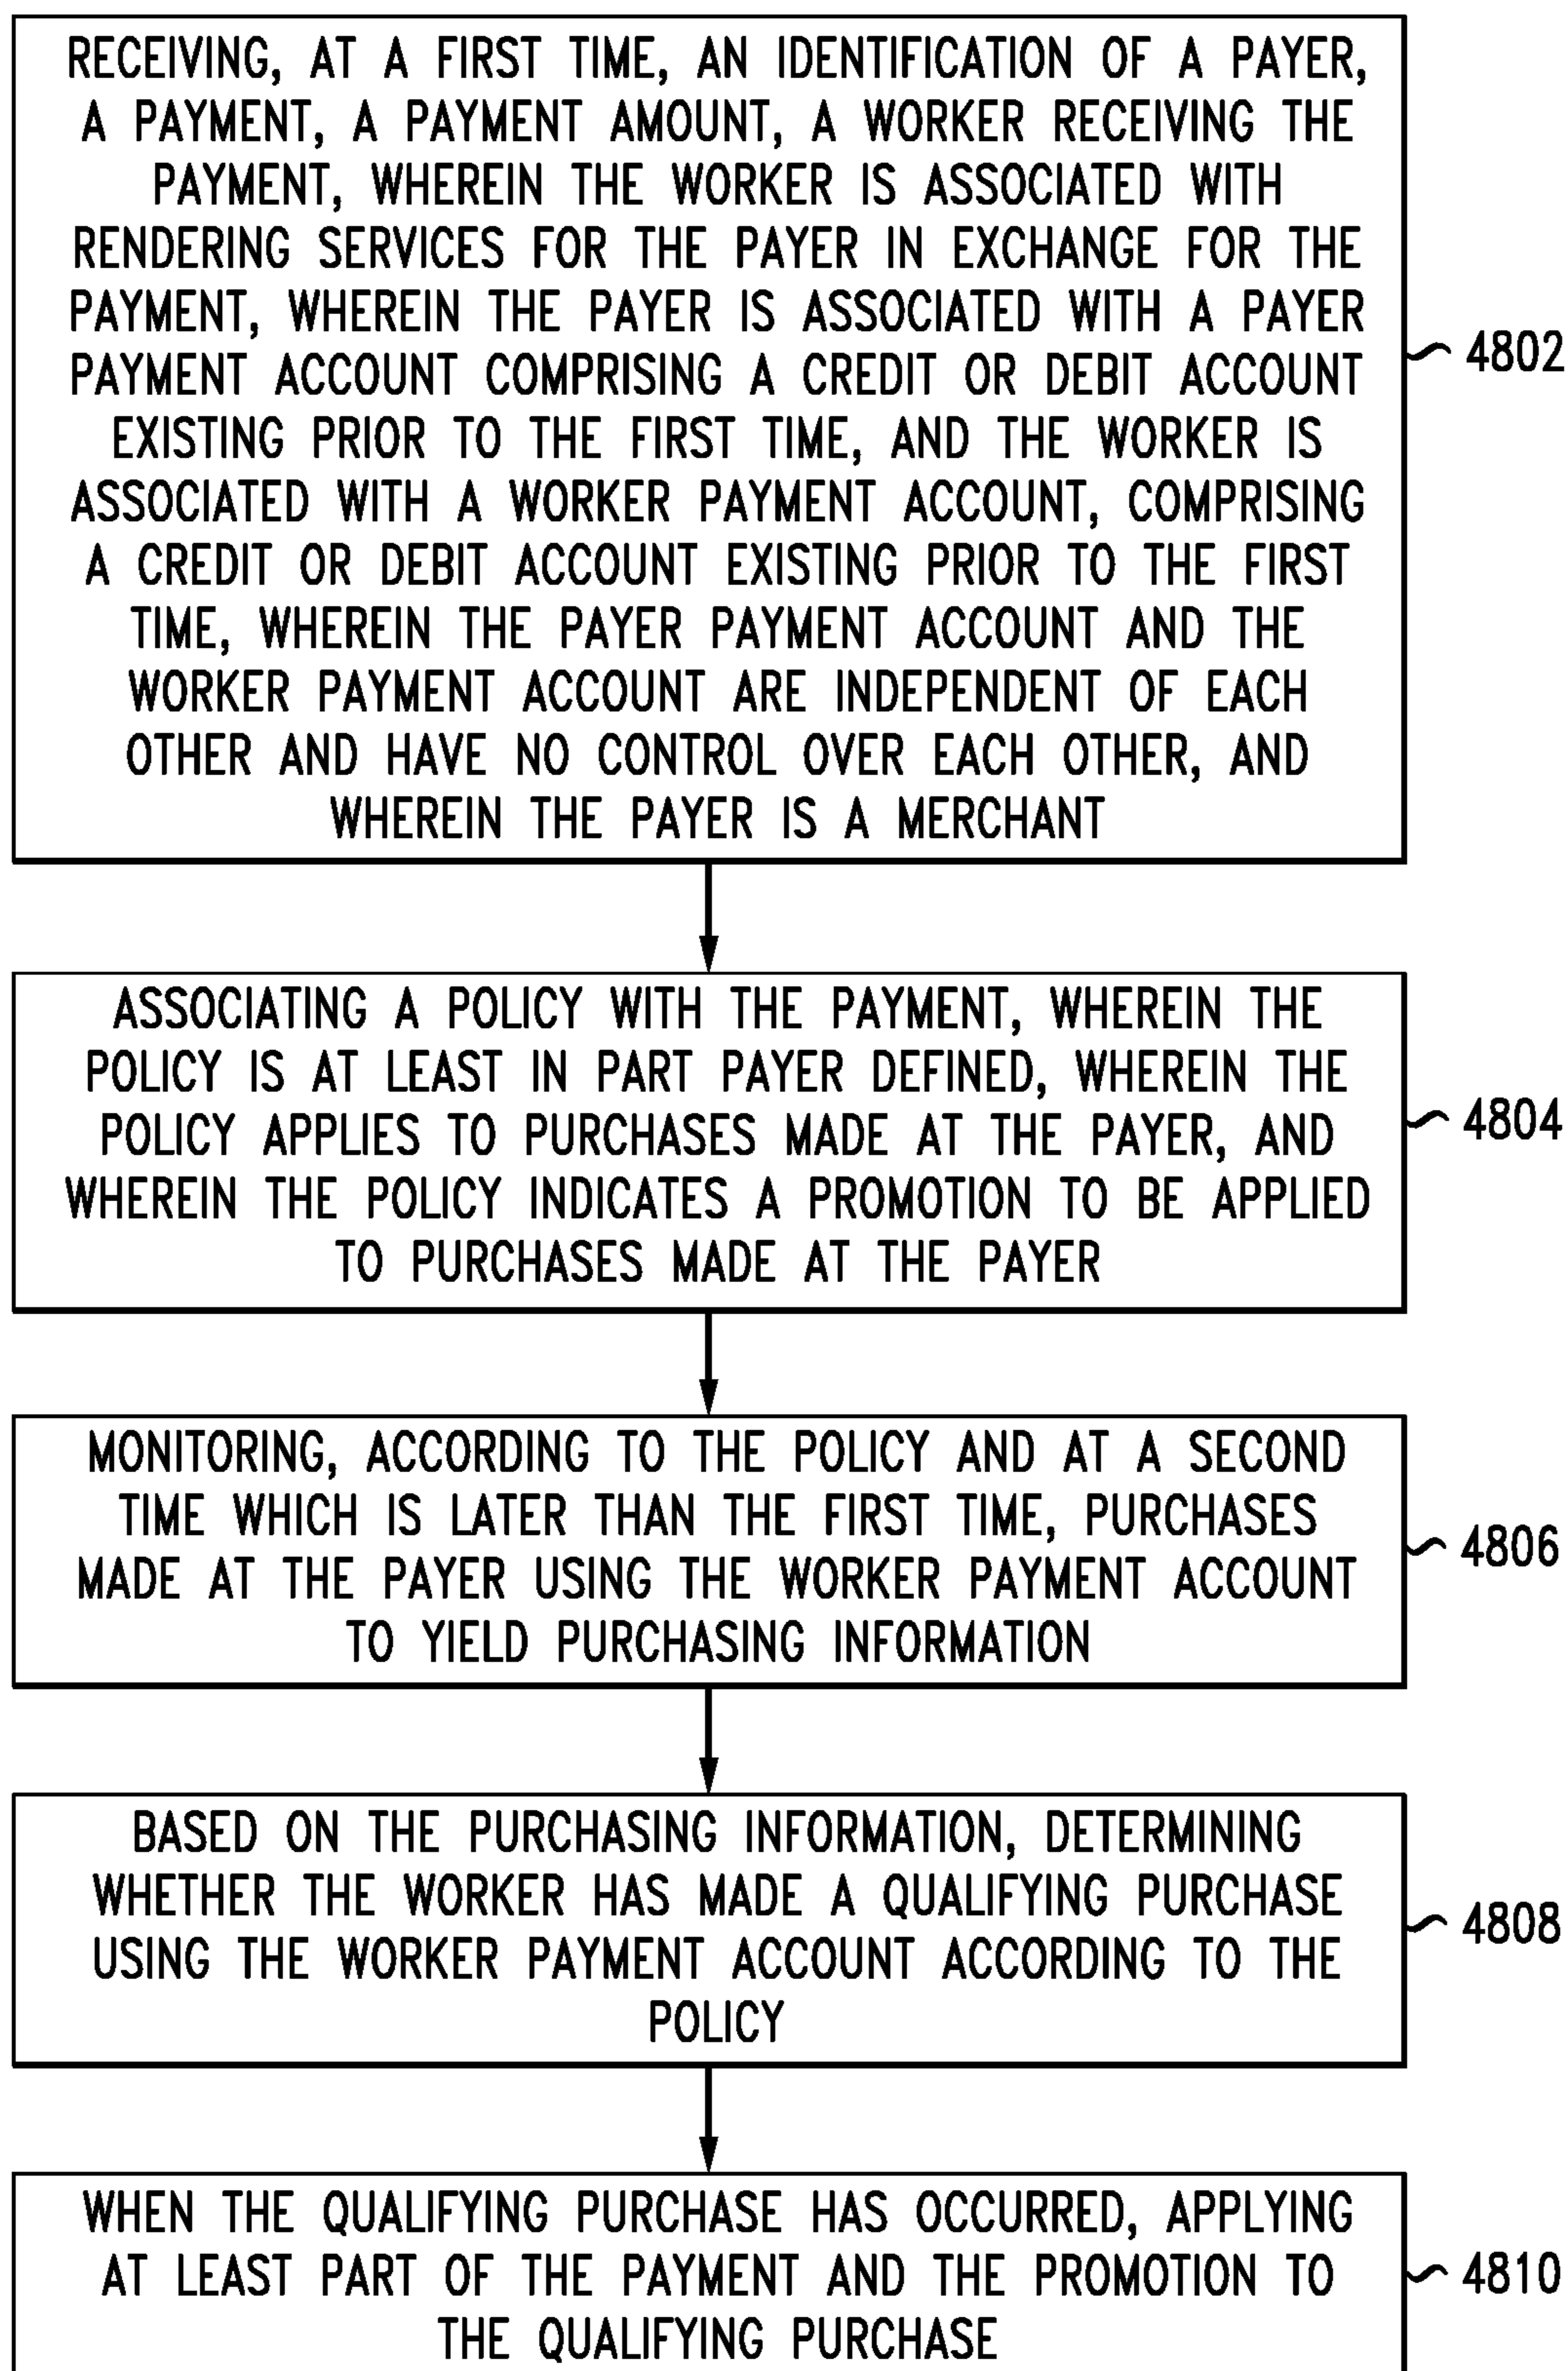 RECEIVING, AT A FIRST TIME, AN IDENTIFICATION OF A PAYER,
A PAYMENT, A PAYMENT AMOUNT, A WORKER RECEIVING THE
PAYMENT, WHEREIN THE WORKER IS ASSOCIATED WITH
RENDERING SERVICES FOR THE PAYER IN EXCHANGE FOR THE
PAYMENT, WHEREIN THE PAYER IS ASSOCIATED WITH A PAYER
PAYMENT ACCOUNT COMPRISING A CREDIT OR DEBIT ACCOUNT
EXISTING PRIOR TO THE FIRST TIME, AND THE WORKER IS
ASSOCIATED WITH A WORKER PAYMENT ACCOUNT, COMPRISING
A CREDIT OR DEBIT ACCOUNT EXISTING PRIOR TO THE FIRST
TIME, WHEREIN THE PAYER PAYMENT ACCOUNT AND THE
WORKER PAYMENT ACCOUNT ARE INDEPENDENT OF EACH
OTHER AND HAVE NO CONTROL OVER EACH OTHER, AND
WHEREIN THE PAYER IS A MERCHANT
4802
ASSOCIATING A POLICY WITH THE PAYMENT, WHEREIN THE
POLICY IS AT LEAST IN PART PAYER DEFINED, WHEREIN THE
POLICY APPLIES TO PURCHASES MADE AT THE PAYER, AND
WHEREIN THE POLICY INDICATES A PROMOTION TO BE APPLIED
TO PURCHASES MADE AT THE PAYER
4804
MONITORING, ACCORDING TO THE POLICY AND AT A SECOND
TIME WHICH IS LATER THAN THE FIRST TIME, PURCHASES
MADE AT THE PAYER USING THE WORKER PAYMENT ACCOUNT
TO YIELD PURCHASING INFORMATION
4806
BASED ON THE PURCHASING INFORMATION, DETERMINING
WHETHER THE WORKER HAS MADE A QUALIFYING PURCHASE
USING THE WORKER PAYMENT ACCOUNT ACCORDING TO THE
POLICY
4808
WHEN THE QUALIFYING PURCHASE HAS OCCURRED, APPLYING
AT LEAST PART OF THE PAYMENT AND THE PROMOTION TO
THE QUALIFYING PURCHASE
4810